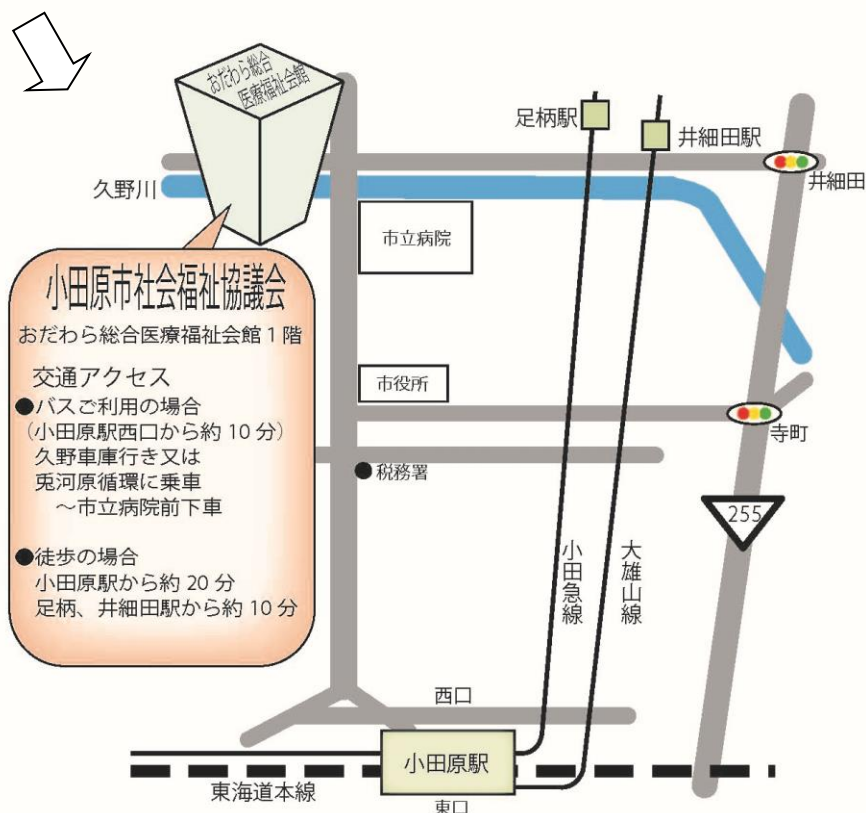 おだわら総合
医療福祉会館
足柄駅
井細田駅
井細田
久野川
市立病院
小田原市社会福祉協議会
おだわら総合医療福祉会館1階
交通アクセス
●バスご利用の場合
(小田原駅西口から約10分)
久野車庫行き又は
兎河原循環に乗車
~市立病院前下車
●徒歩の場合
小田原駅から約20分
足柄、井細田駅から約10分
市役所
寺町
税務署
255
小田急線
大雄山線
西口
小田原駅
東海道本線
東口